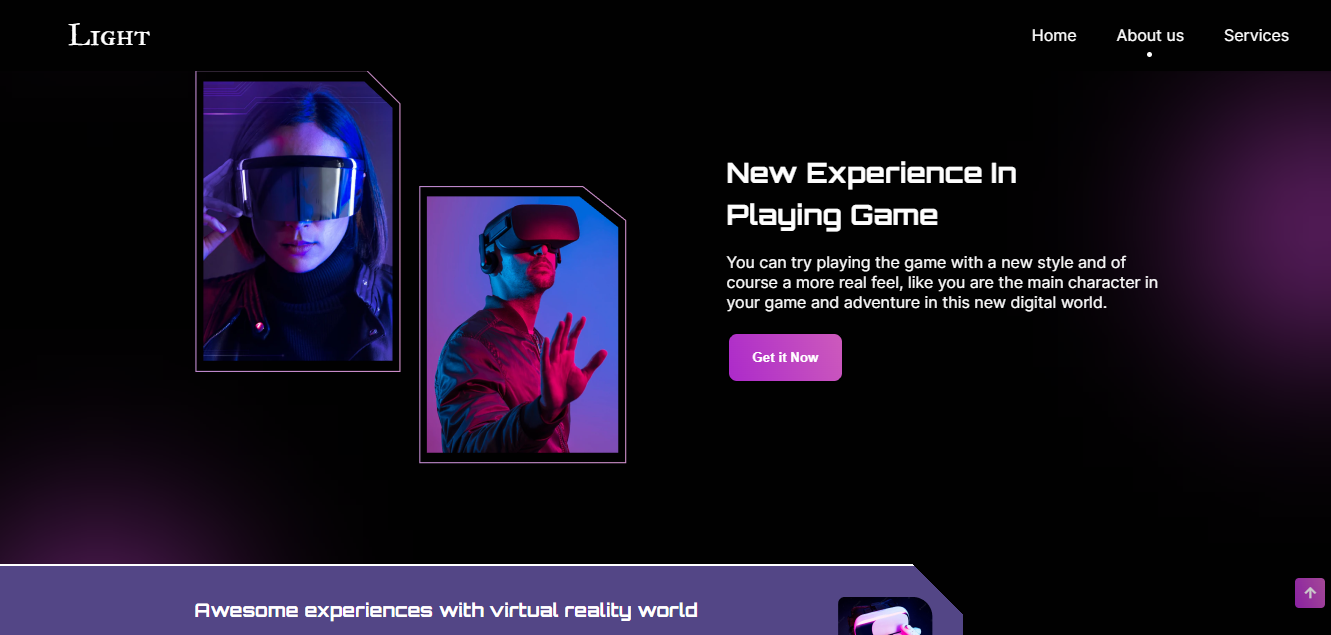 Light
Home
About us
Services
New Experience In
Playing Game
You can try playing the game with a new style and of
course a more real feel, like you are the main character in
your game and adventure in this new digital world.
Get it Now
Awesome experiences with virtual reality world